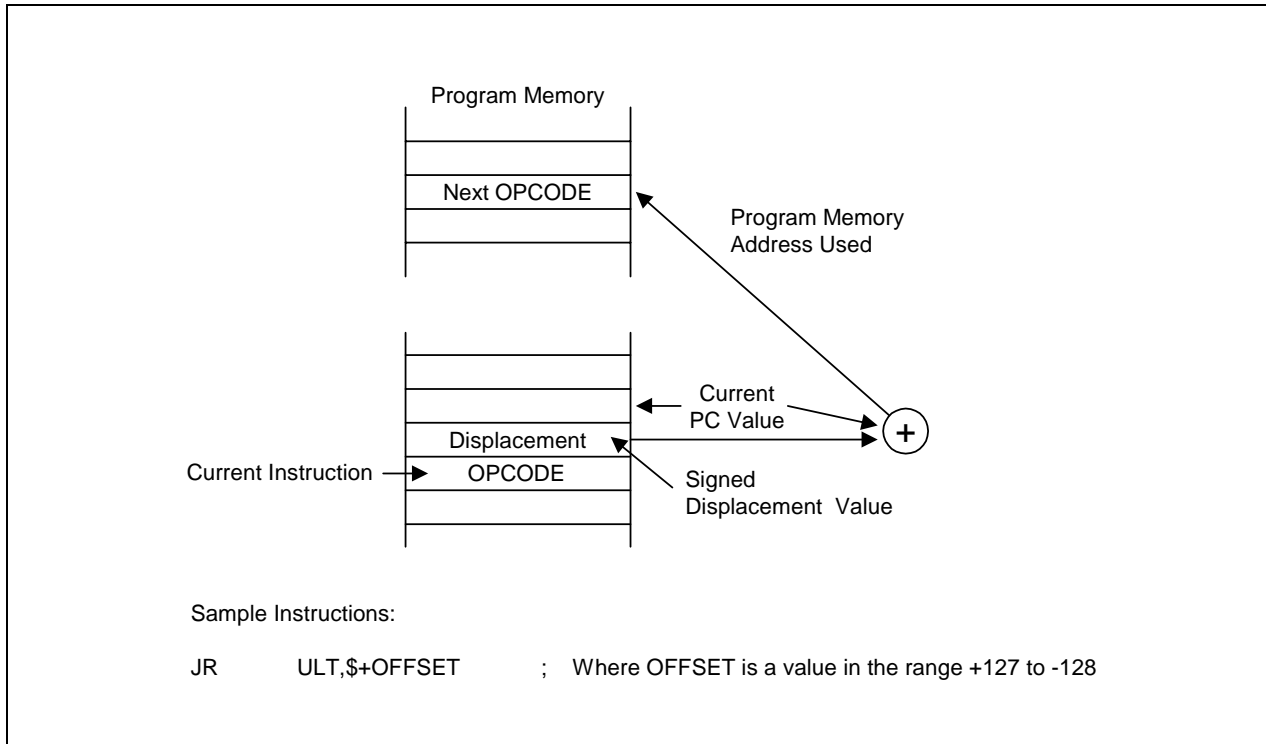 Program Memory
Next OPCODE
Program Memory
Address Used
Current
PC Value
+
Displacement
Current Instruction
OPCODE
Signed
Displacement Value
Sample Instructions:
JR ULT,$+OFFSET ; Where OFFSET is a value in the range +127 to -128